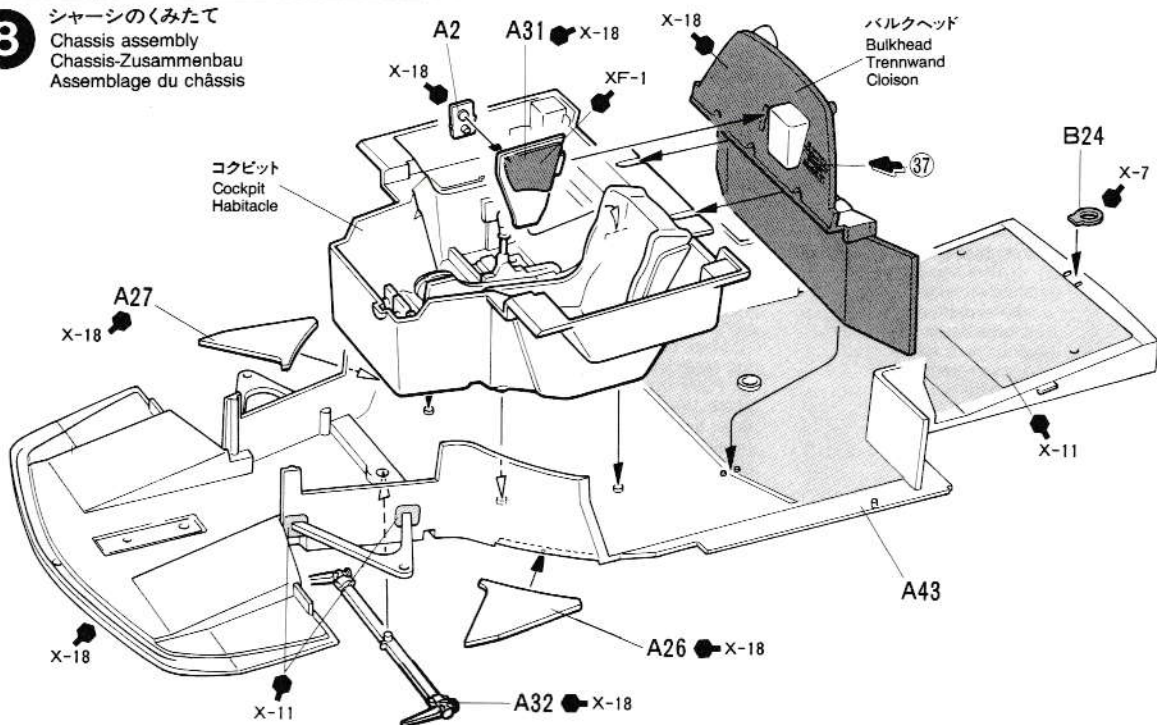 8
シャーシのくみたて
Chassis assembly
Chassis-Zusammenbau
Assemblage du châssis
A2
X-18
A31 X-18
XF-1
X-18
バルクヘッド
Bulkhead
Trennwand
Cloison
37
B24
X-7
コクピット
Cockpit
Habitacle
A27
X-18
X-11
A43
A26 X-18
X-18
X-11
A32 X-18